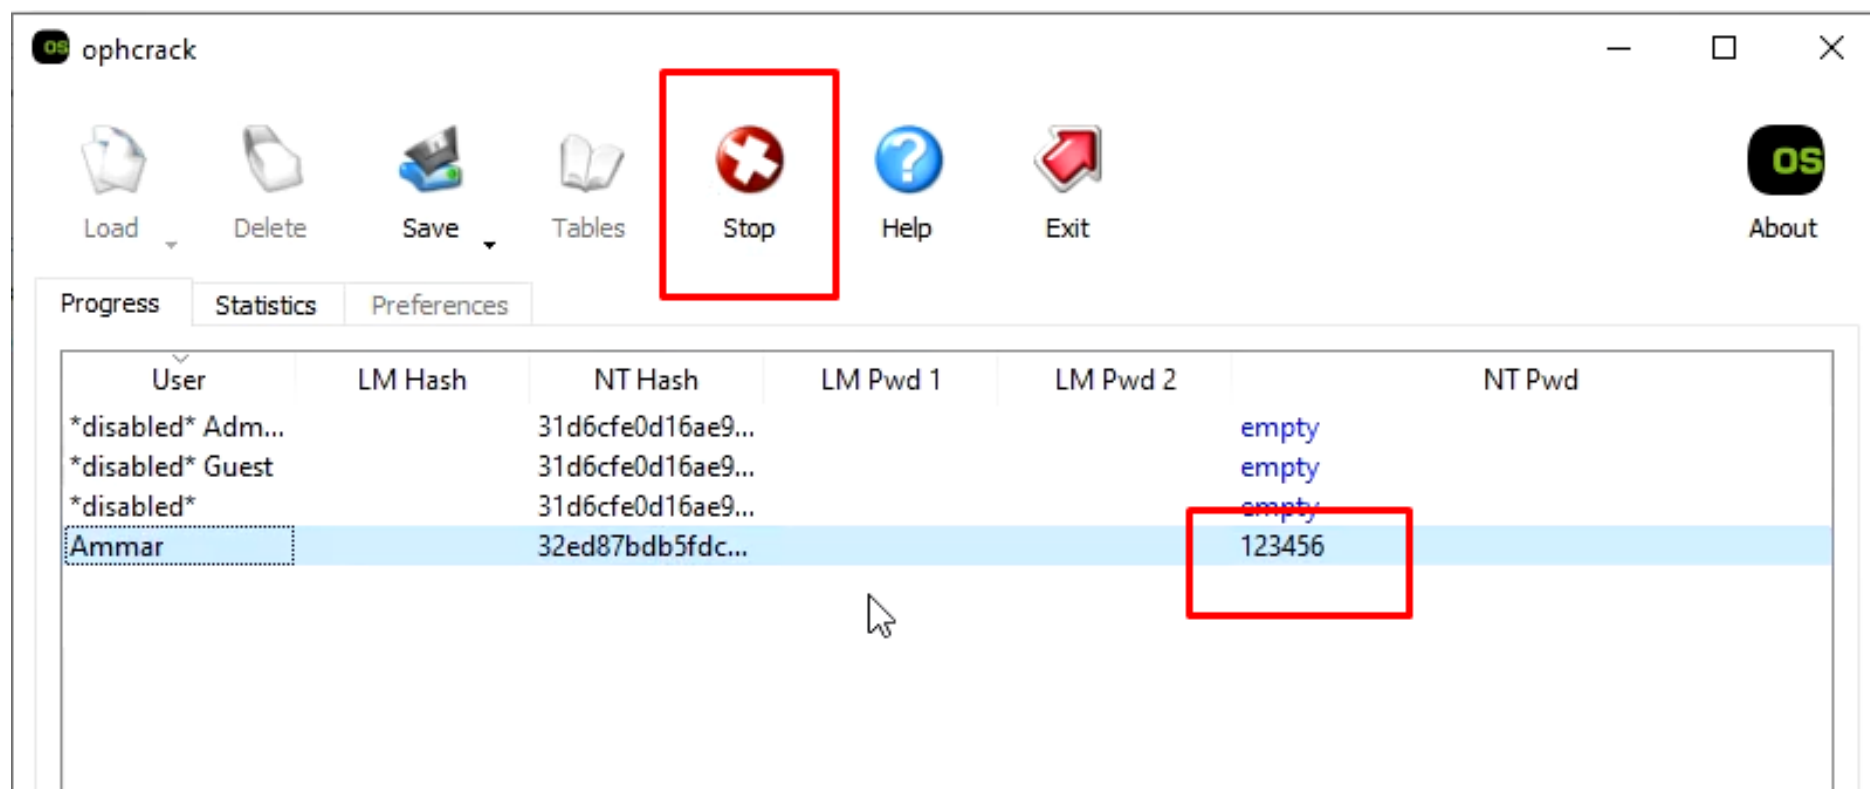 OS ophcrack
Load Delete Save Tables Stop Help Exit OS About
Progress Statistics Preferences
User LM Hash NT Hash LM Pwd 1 LM Pwd 2 NT Pwd
*disabled* Adm... 31d6cfe0d16ae9... empty
*disabled* Guest 31d6cfe0d16ae9... empty
*disabled* 31d6cfe0d16ae9... empty
Ammar 32ed87bdb5fdc... 123456